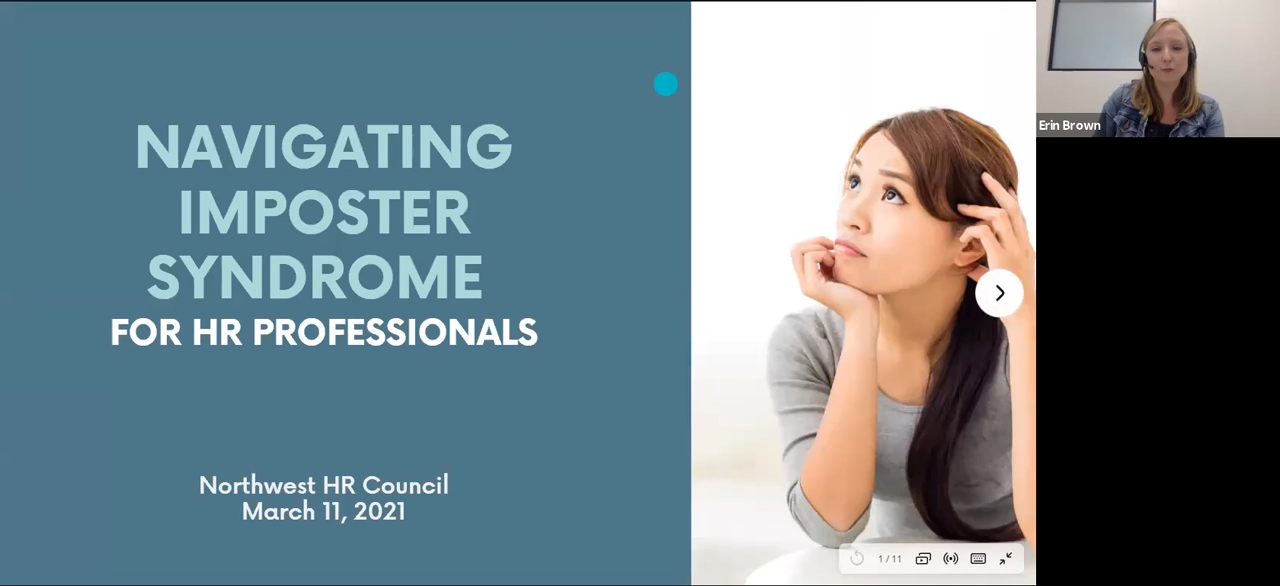 NAVIGATING
IMPOSTER
SYNDROME
FOR HR PROFESSIONALS
Northwest HR Council
March 11, 2021
1 / 11
Erin Brown